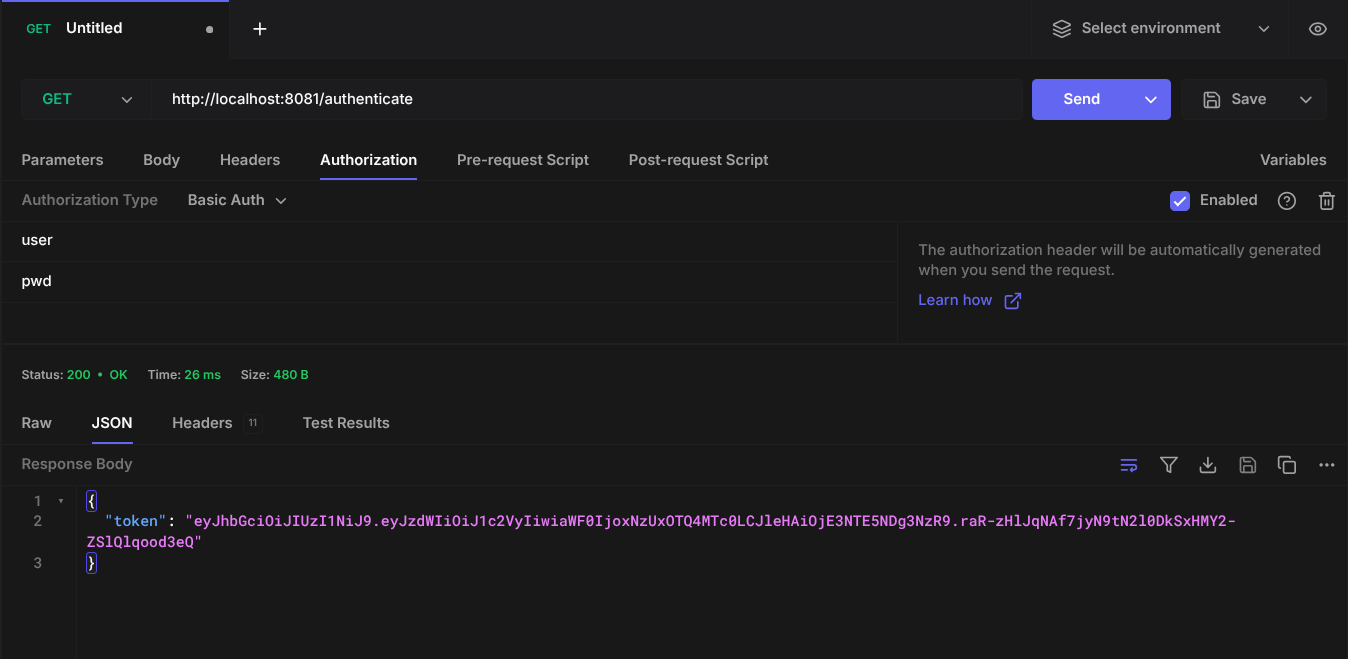 GET Untitled
Select environment
GET http://localhost:8081/authenticate Send Save
Parameters Body Headers Authorization Pre-request Script Post-request Script Variables
Authorization Type Basic Auth Enabled
user
pwd
The authorization header will be automatically generated
when you send the request.
Learn how
Status: 200 • OK Time: 26 ms Size: 480 B
Raw JSON Headers 11 Test Results
Response Body
1 {
2 "token": "eyJhbGciOiJIUzI1NiJ9.eyJzdWIiOiJ1c2VyIiwiaWF0IjoxNzUxOTQ4MTc0LCJleHAiOjE3NTE5NDg3NzR9.raR-zHlJqNAf7jyN9tN2l0DkSxHMY2-
ZSlQlqood3eQ"
3 }